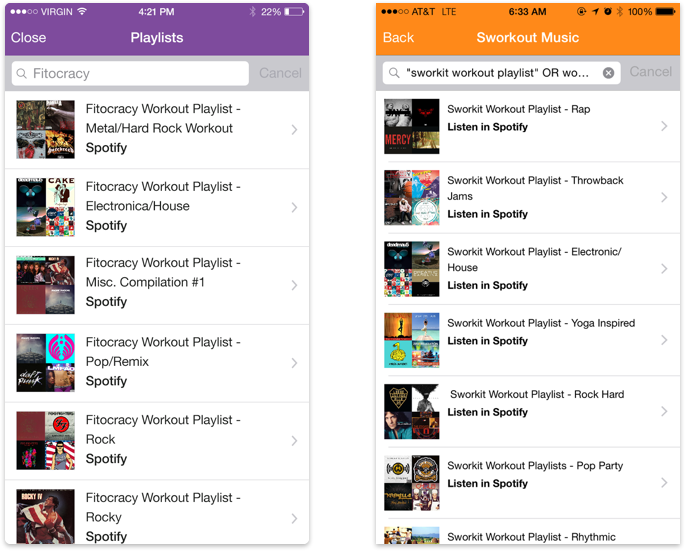 VIRGIN 4:21 PM 22%
Close Playlists
Fitocracy Cancel
Fitocracy Workout Playlist -
Metal/Hard Rock Workout
Spotify
Fitocracy Workout Playlist -
Electronica/House
Spotify
Fitocracy Workout Playlist -
Misc. Compilation #1
Spotify
Fitocracy Workout Playlist -
Pop/Remix
Spotify
Fitocracy Workout Playlist -
Rock
Spotify
ROCKY IV
Fitocracy Workout Playlist -
Rocky
Spotify
AT&T LTE 6:33 AM 100%
Back Sworkout Music
"sworkit workout playlist" OR wo... Cancel
MERCY
Sworkit Workout Playlist - Rap
Listen in Spotify
Sworkit Workout Playlist - Throwback
Jams
Listen in Spotify
Sworkit Workout Playlist - Electronic/
House
Listen in Spotify
Sworkit Workout Playlist - Yoga Inspired
Listen in Spotify
Sworkit Workout Playlist - Rock Hard
Listen in Spotify
Sworkit Workout Playlists - Pop Party
Listen in Spotify
Sworkit Workout Playlist - Rhythmic